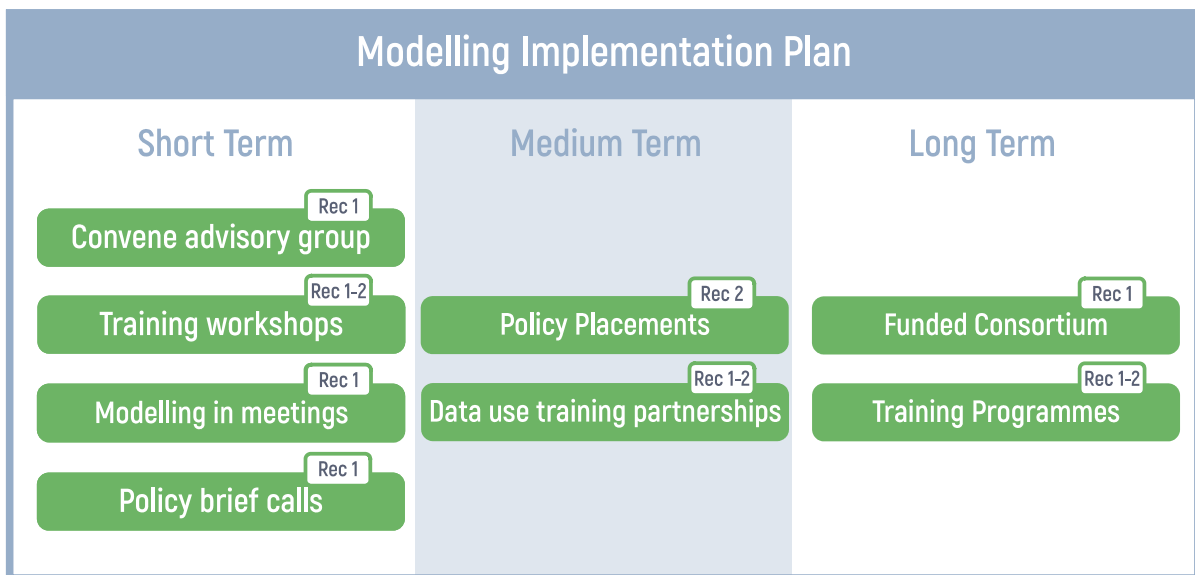 Modelling Implementation Plan
Short Term
Rec 1
Convene advisory group
Rec 1-2
Training workshops
Rec 1
Modelling in meetings
Rec 1
Policy brief calls
Medium Term
Rec 2
Policy Placements
Rec 1-2
Data use training partnerships
Long Term
Rec 1
Funded Consortium
Rec 1-2
Training Programmes